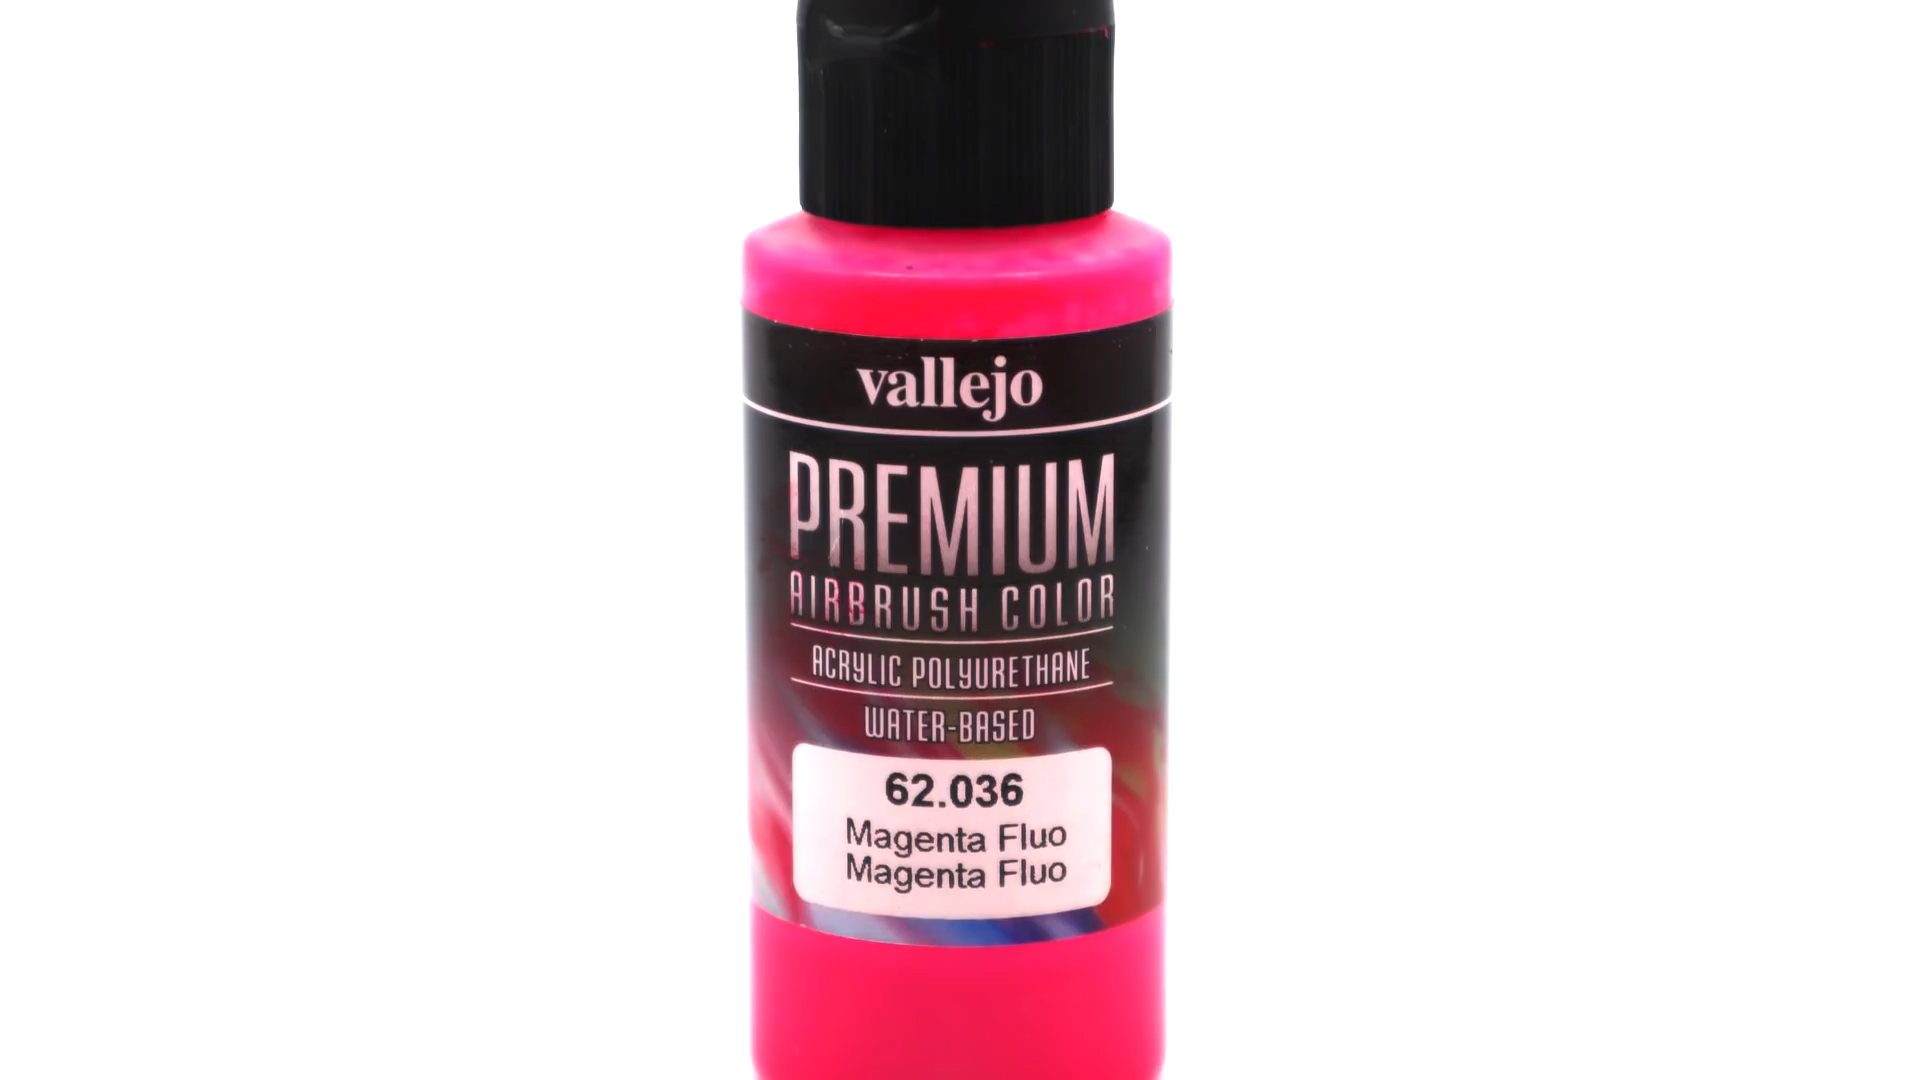 vallejo
PREMIUM
AIRBRUSH COLOR
ACRYLIC POLYURETHANE
WATER-BASED
62.036
Magenta Fluo
Magenta Fluo